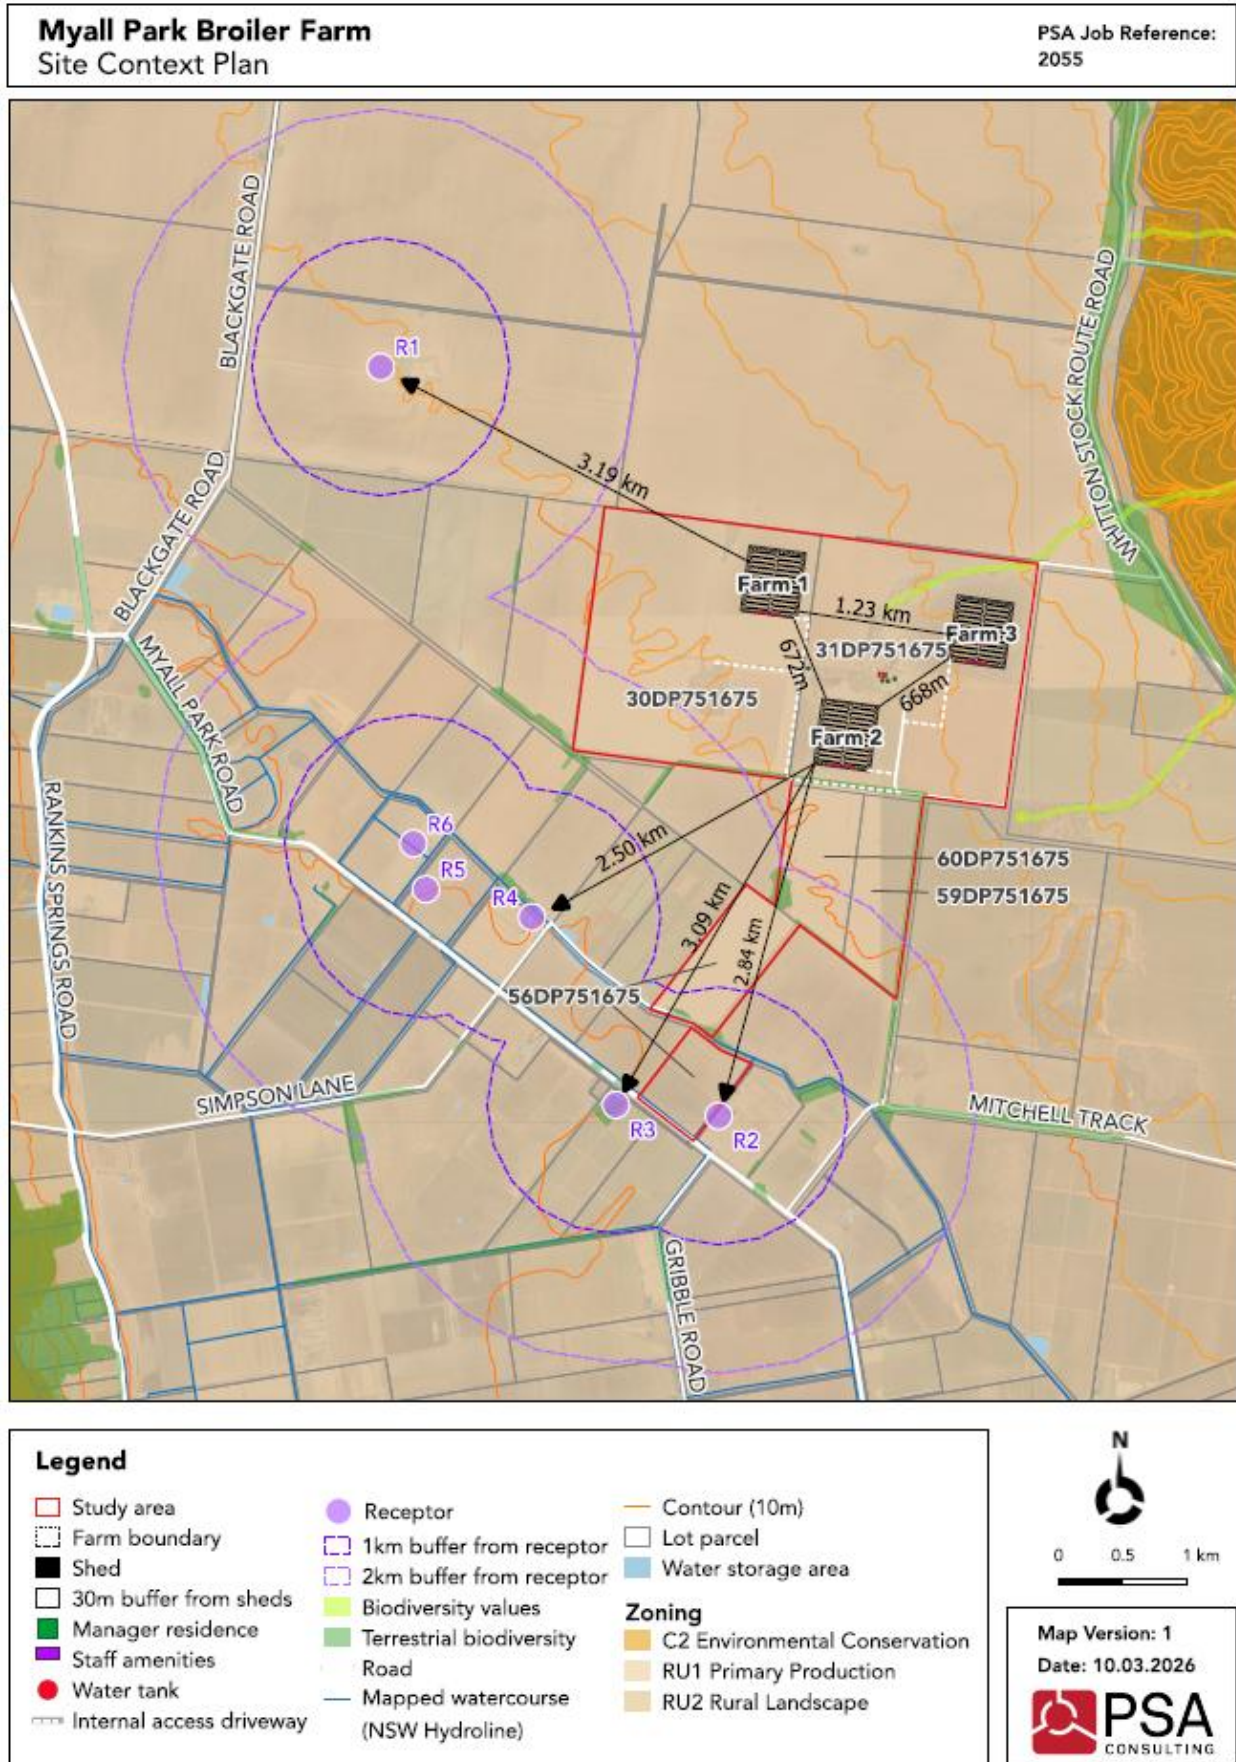 Myall Park Broiler Farm
Site Context Plan
PSA Job Reference:
2055
BLACKGATE ROAD
R1
WHITTON STOCK ROUTE ROAD
3.19 km
BLACKGATE ROAD
Farm 1
1.23 km
Farm 3
31DP751675
672m
668m
30DP751675
Farm 2
MYALL PARK ROAD
RANKINS SPRINGS ROAD
R6
R5
R4
2.50 km
60DP751675
59DP751675
3.09 km
2.84 km
56DP751675
SIMPSON LANE
R3
R2
MITCHELL TRACK
GRIBBLE ROAD
Legend
Study area
Farm boundary
Shed
30m buffer from sheds
Manager residence
Staff amenities
Water tank
Internal access driveway
Receptor
1km buffer from receptor
2km buffer from receptor
Biodiversity values
Terrestrial biodiversity
Road
Mapped watercourse
(NSW Hydroline)
Contour (10m)
Lot parcel
Water storage area
Zoning
C2 Environmental Conservation
RU1 Primary Production
RU2 Rural Landscape
N
0 0.5 1 km
Map Version: 1
Date: 10.03.2026
PSA
CONSULTING